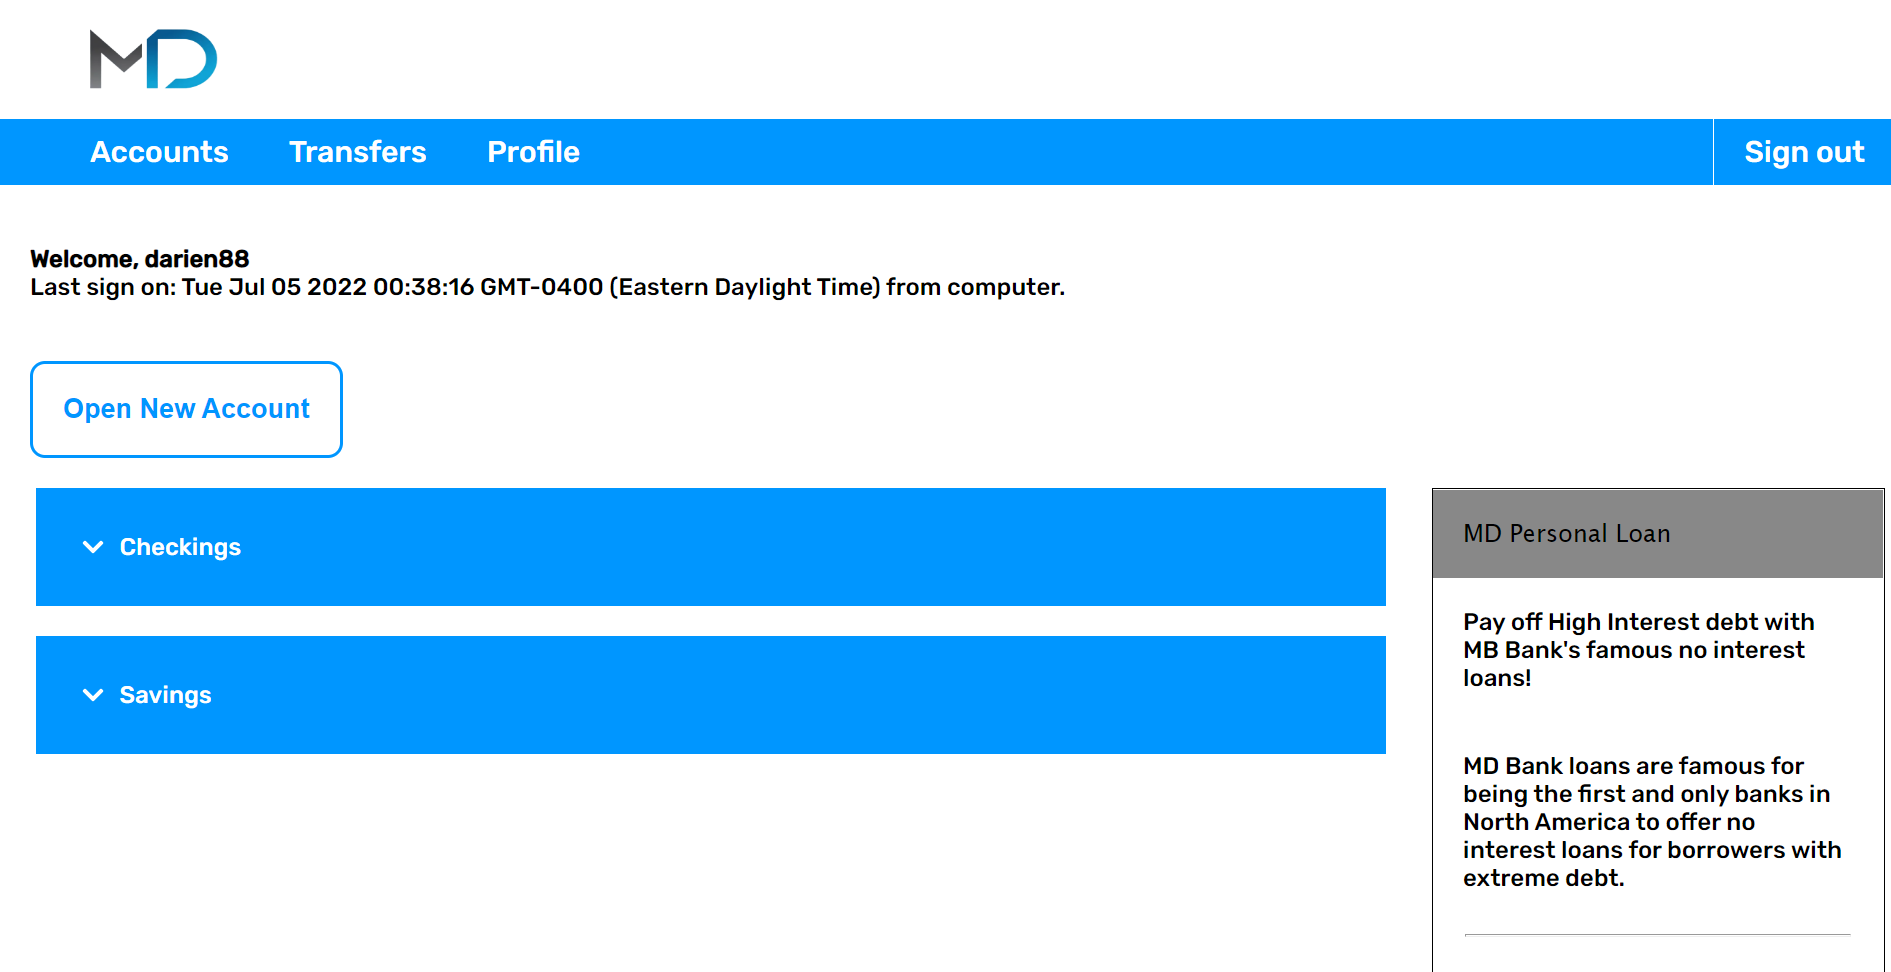 MD
Accounts Transfers Profile Sign out
Welcome, darien88
Last sign on: Tue Jul 05 2022 00:38:16 GMT-0400 (Eastern Daylight Time) from computer.
Open New Account
Checkings
Savings
MD Personal Loan
Pay off High Interest debt with
MB Bank's famous no interest
loans!
MD Bank loans are famous for
being the first and only banks in
North America to offer no
interest loans for borrowers with
extreme debt.